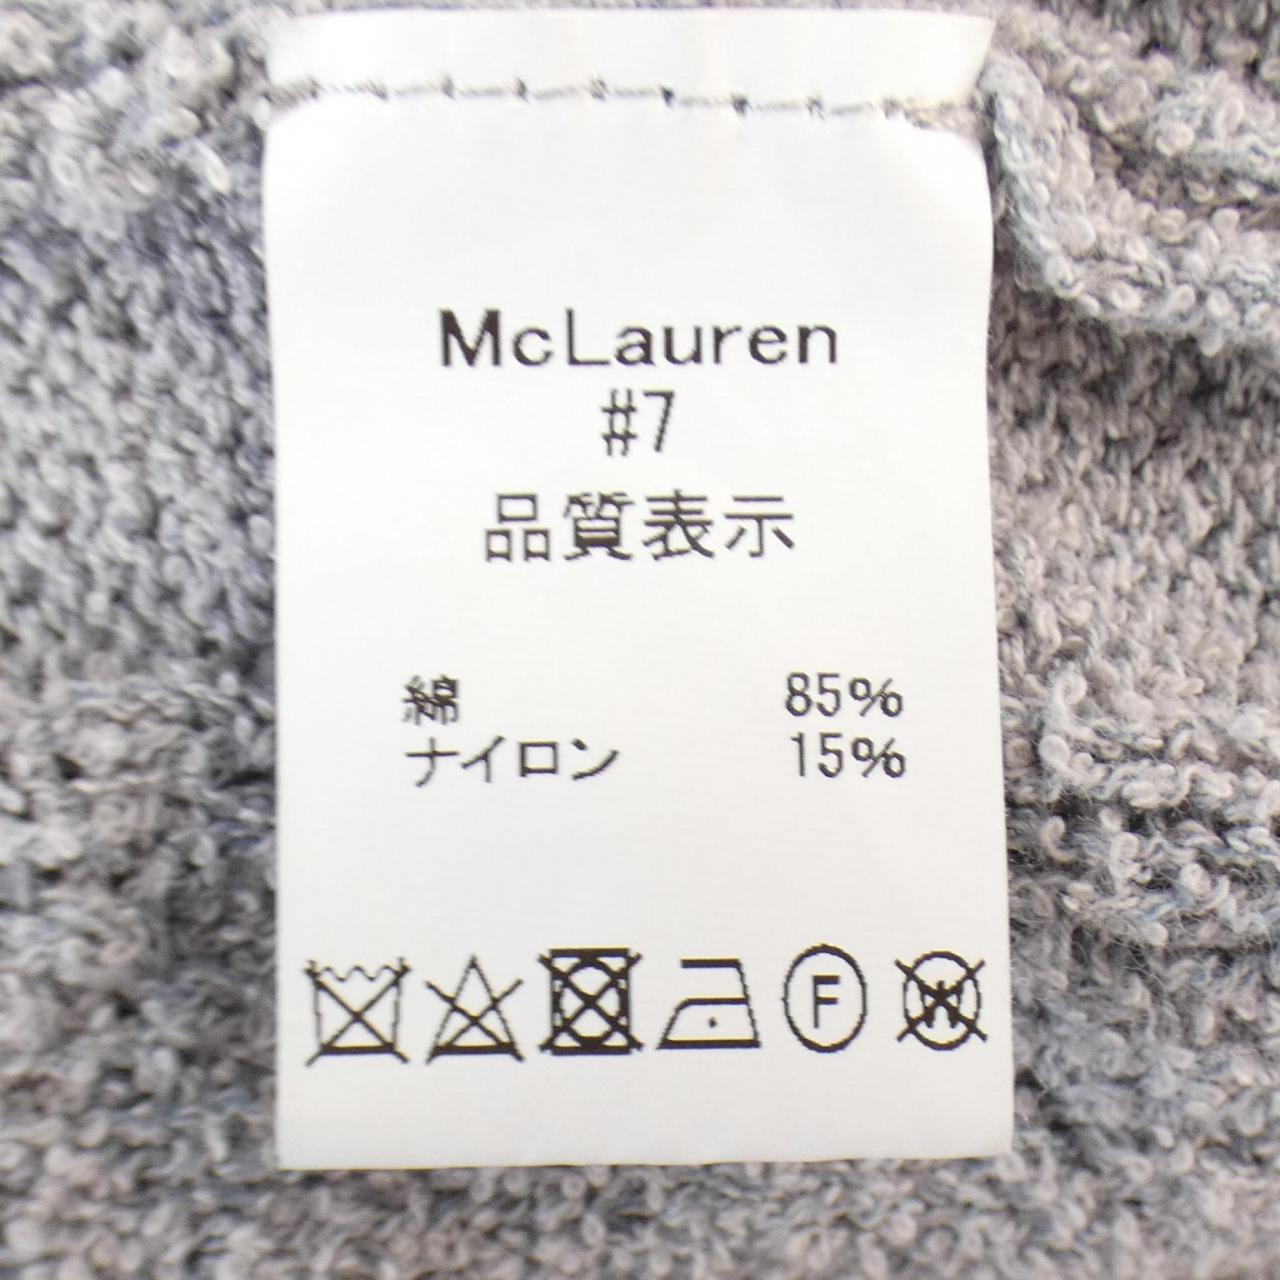 McLauren
#7
品質表示
綿 85%
ナイロン 15%
F W